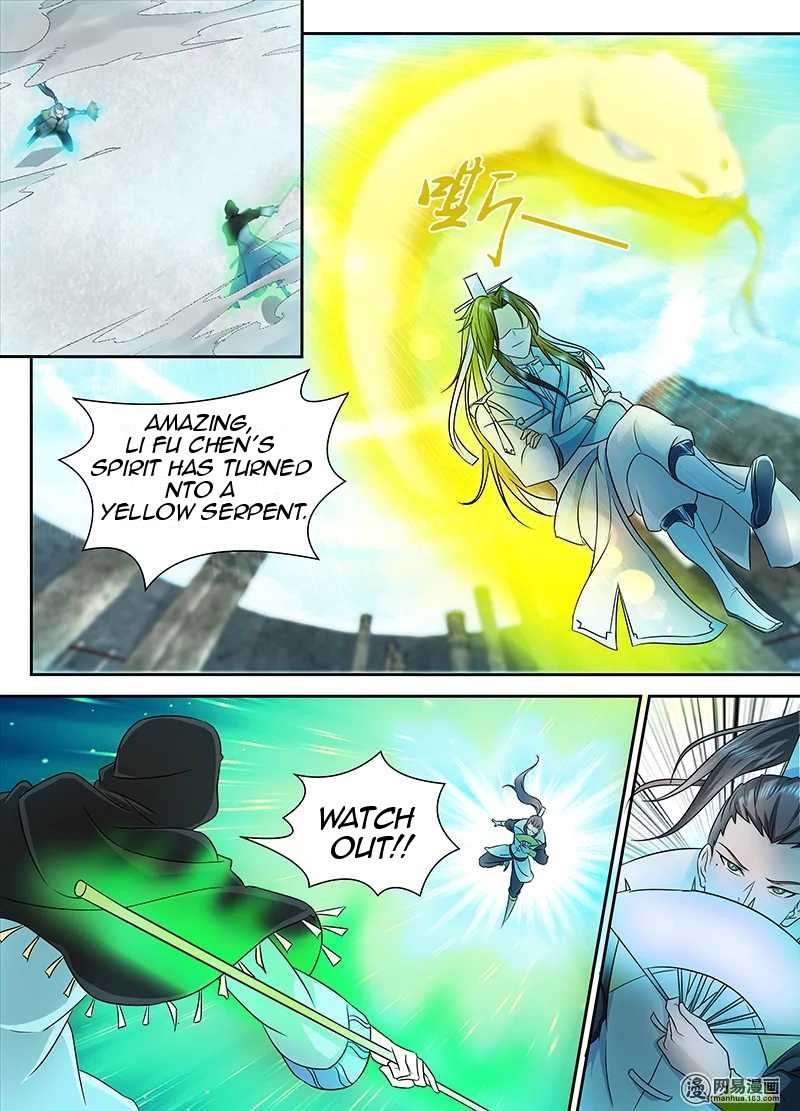 AMAZING,
LI FU CHEN'S
SPIRIT HAS TURNED
NTO A
YELLOW SERPENT.
WATCH
OUT!!
网易漫画
manhua.163.com